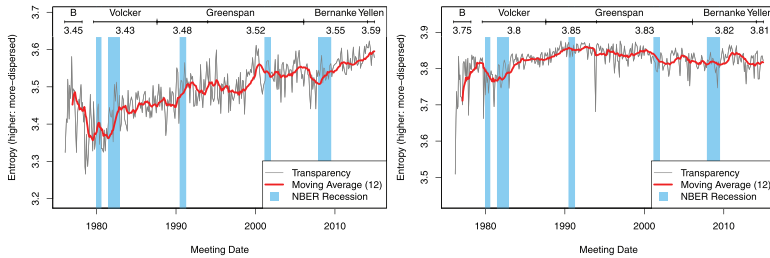 B Volcker Greenspan Bernanke Yellen
3.45 3.43 3.48 3.52 3.55 3.59
3.7
3.6
3.5
3.4
3.3
3.2
Entropy (higher: more-dispersed)
Transparency
Moving Average (12)
NBER Recession
1980 1990 2000 2010
Meeting Date
B Volcker Greenspan Bernanke Yellen
3.75 3.8 3.85 3.83 3.82 3.81
3.9
3.8
3.7
3.6
3.5
Entropy (higher: more-dispersed)
Transparency
Moving Average (12)
NBER Recession
1980 1990 2000 2010
Meeting Date